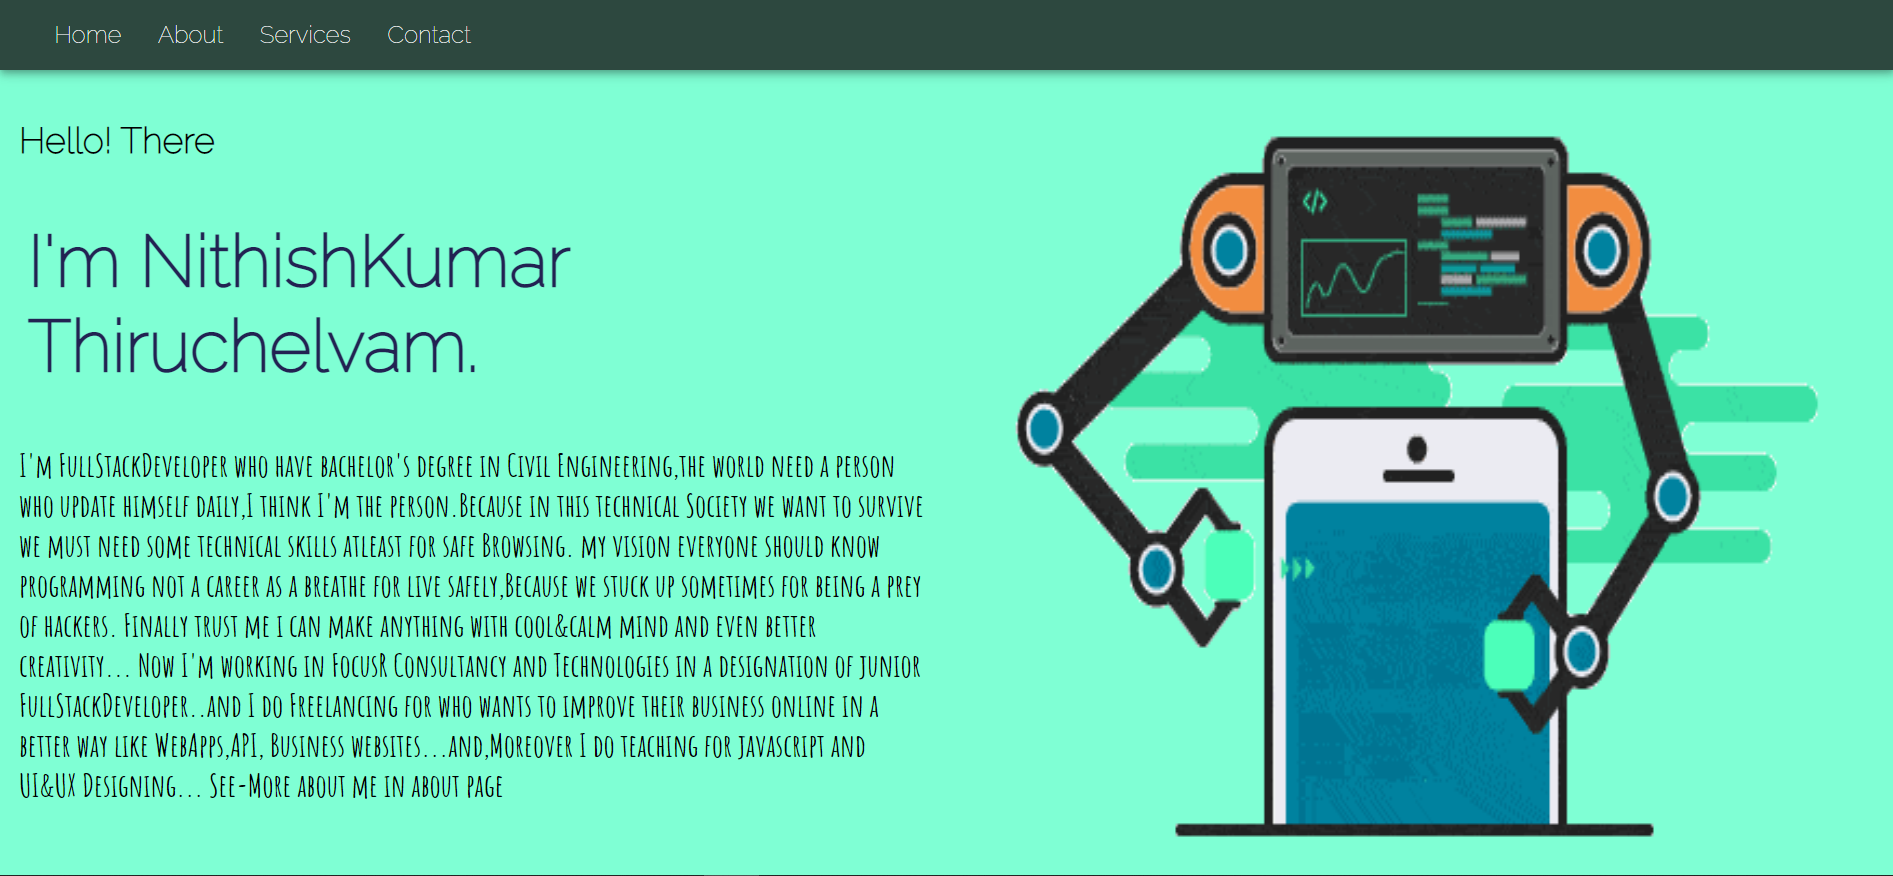 Home About Services Contact
Hello! There
I'm NithishKumar
Thiruchelvam.
I'm FullStackDeveloper who have bachelor's degree in Civil Engineering,the world need a person
who update himself daily,I think I'm the person.Because in this technical Society we want to survive
we must need some technical skills atleast for safe Browsing. my vision everyone should know
programming not a career as a breathe for live safely,Because we stuck up sometimes for being a prey
of hackers. Finally trust me i can make anything with cool&calm mind and even better
creativity... Now I'm working in FocusR Consultancy and Technologies in a designation of junior
FullStackDeveloper..and I do Freelancing for who wants to improve their business online in a
better way like WebApps,API, Business websites...and,Moreover I do teaching for javascript and
UI&UX Designing... See-More about me in about page